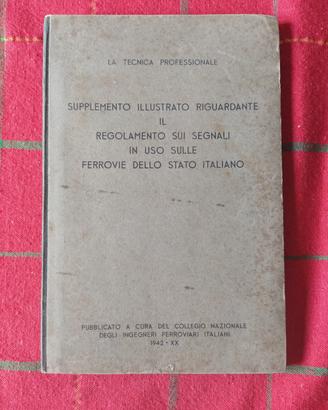 LA TECNICA PROFESSIONALE
SUPPLEMENTO ILLUSTRATO RIGUARDANTE
IL
REGOLAMENTO SUI SEGNALI
IN USO SULLE
FERROVIE DELLO STATO ITALIANO
PUBBLICATO A CURA DEL COLLEGIO NAZIONALE
DEGLI INGEGNERI FERROVIARI ITALIANI
1942 - XX